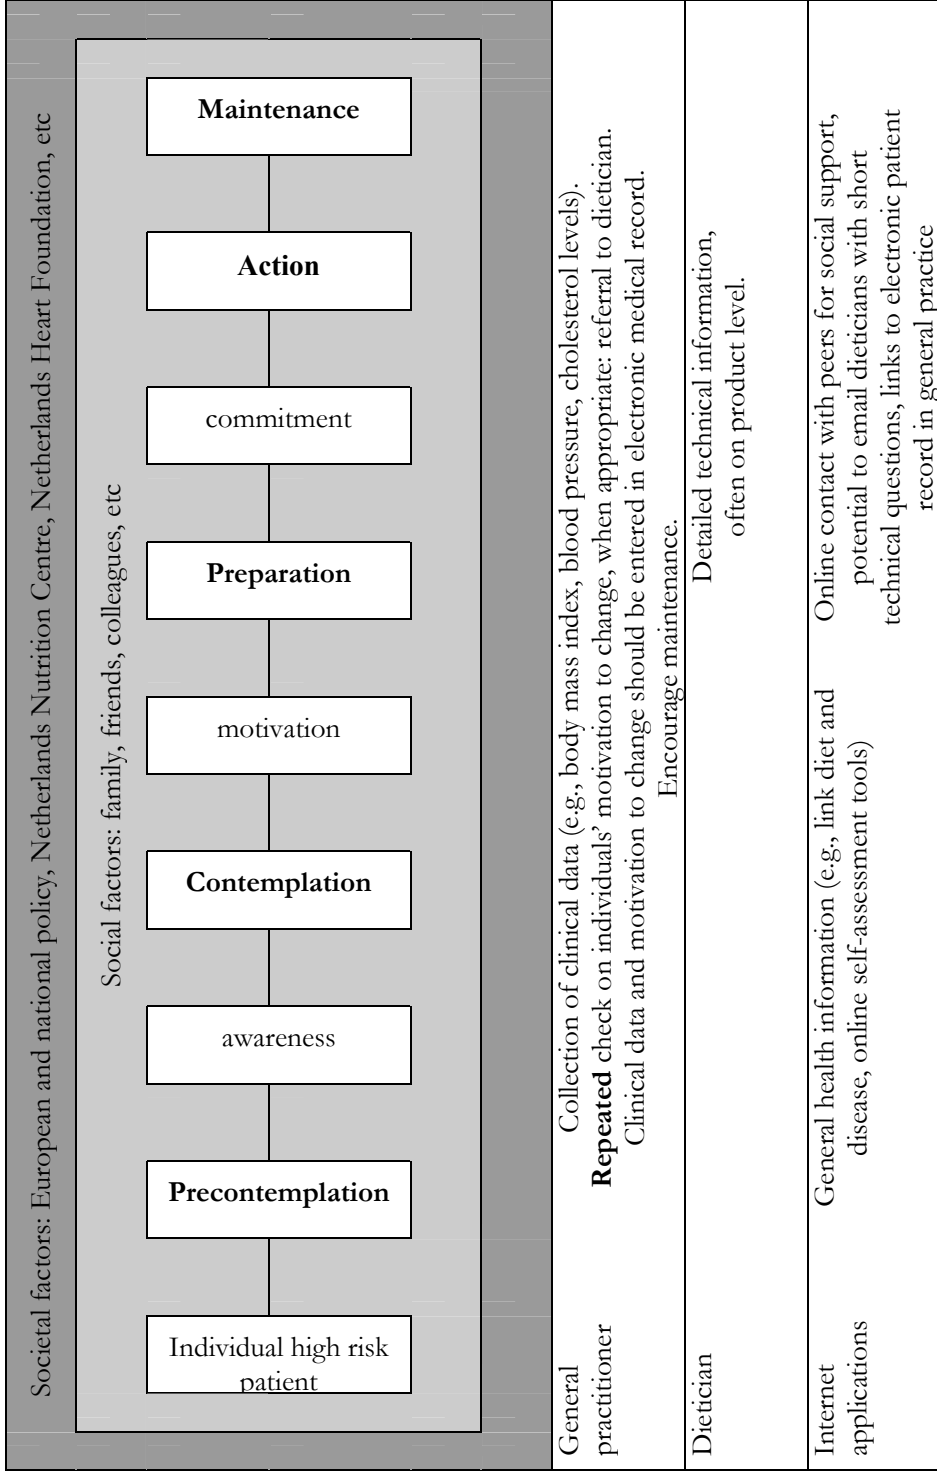 Societal factors: European and national policy, Netherlands Nutrition Centre, Netherlands Heart Foundation, etc
Social factors: family, friends, colleagues, etc
Maintenance
Action
commitment
Preparation
motivation
Contemplation
awareness
Precontemplation
Individual high risk
patient
General
practitioner
Collection of clinical data (e.g., body mass index, blood pressure, cholesterol levels).
Repeated check on individuals’ motivation to change, when appropriate: referral to dietician.
Clinical data and motivation to change should be entered in electronic medical record.
Encourage maintenance.
Dietician
Detailed technical information,
often on product level.
Internet
applications
General health information (e.g., link diet and
disease, online self-assessment tools)
Online contact with peers for social support,
potential to email dieticians with short
technical questions, links to electronic patient
record in general practice